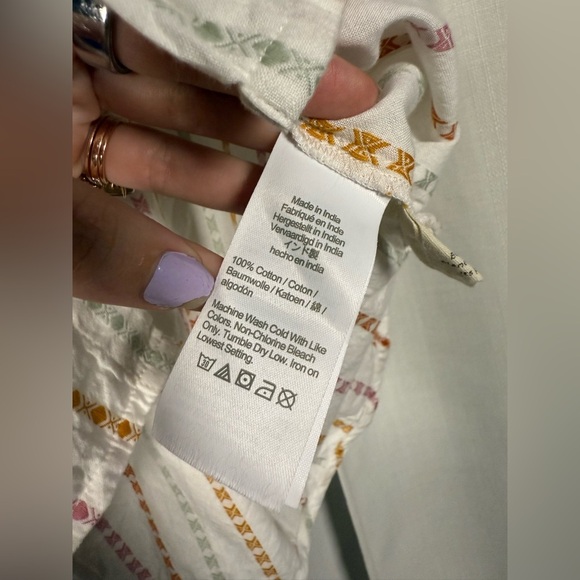 Made in India
Fabriqué en Inde
Hergestellt in Indien
Vervaardigd in India
インド製
hecho en India
100% Cotton / Coton /
Baumwolle / Katoen / 綿 /
algodón
Machine Wash Cold With Like
Colors. Non-Chlorine Bleach
Only. Tumble Dry Low. Iron on
Lowest Setting.
30